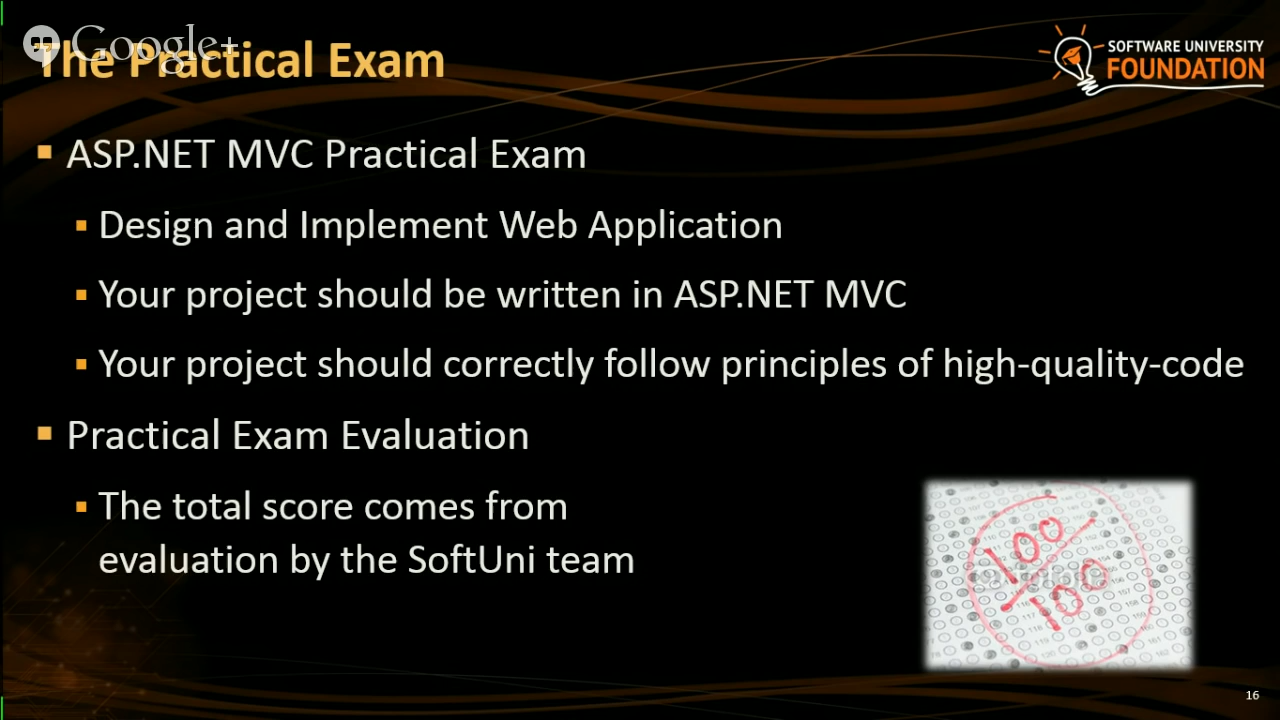 Google+
The Practical Exam
SOFTWARE UNIVERSITY
FOUNDATION
▪ ASP.NET MVC Practical Exam
▪ Design and Implement Web Application
▪ Your project should be written in ASP.NET MVC
▪ Your project should correctly follow principles of high-quality-code
▪ Practical Exam Evaluation
▪ The total score comes from
evaluation by the SoftUni team
100
100
16